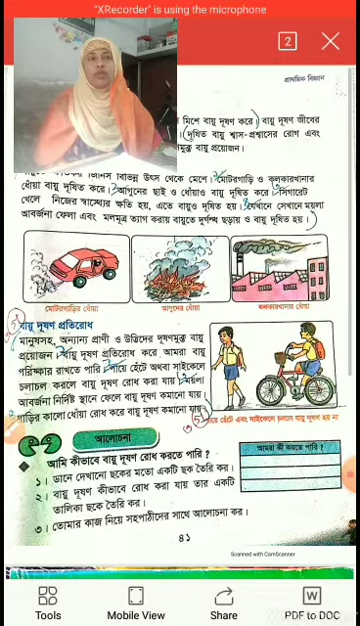 "XRecorder" is using the microphone
2
প্রাথমিক বিজ্ঞান
মিশে বায়ু দূষণ করে। বায়ু দূষণ জীবের
। দূষিত বায়ু শ্বাস-প্রশ্বাসের রোগ এবং
বায়ু প্রয়োজন।
জিনিস বিভিন্ন উৎস থেকে মেশে। মোটরগাড়ি ও কলকারখানার
ধোঁয়া বায়ু দূষিত করে। আগুনের ছাই ও ধোঁয়াও বায়ু দূষিত করে। সিগারেট
খেলে নিজের স্বাস্থ্যের ক্ষতি হয়, এতে বায়ুও দূষিত হয়। যেখানে সেখানে ময়লা
আবর্জনা ফেলা এবং মলমূত্র ত্যাগ করায় বায়ুতে দুর্গন্ধ ছড়ায় ও বায়ু দূষিত হয়।
মোটরগাড়ির ধোঁয়া
আগুনের ধোঁয়া
কলকারখানার ধোঁয়া
বায়ু দূষণ প্রতিরোধ
মানুষসহ, অন্যান্য প্রাণী ও উদ্ভিদের দূষণমুক্ত বায়ু
প্রয়োজন। বায়ু দূষণ প্রতিরোধ করে আমরা বায়ু
পরিষ্কার রাখতে পারি। পায়ে হেঁটে অথবা সাইকেলে
চলাচল করলে বায়ু দূষণ রোধ করা যায়। ময়লা
আবর্জনা নির্দিষ্ট স্থানে ফেলে বায়ু দূষণ কমানো যায়,
গাড়ির কালো ধোঁয়া রোধ করে বায়ু দূষণ কমানো যায়।
পায়ে হেঁটে এবং সাইকেলে চললে বায়ু দূষণ হয় না
আলোচনা
আমি কীভাবে বায়ু দূষণ রোধ করতে পারি ?
আমরা কী করতে পারি ?
১। ডানে দেখানো ছকের মতো একটি ছক তৈরি কর।
২। বায়ু দূষণ কীভাবে রোধ করা যায় তার একটি
তালিকা ছকে তৈরি কর।
৩। তোমার কাজ নিয়ে সহপাঠীদের সাথে আলোচনা কর।
৪১
Scanned with CamScanner
Tools
Mobile View
Share
W
PDF to DOC